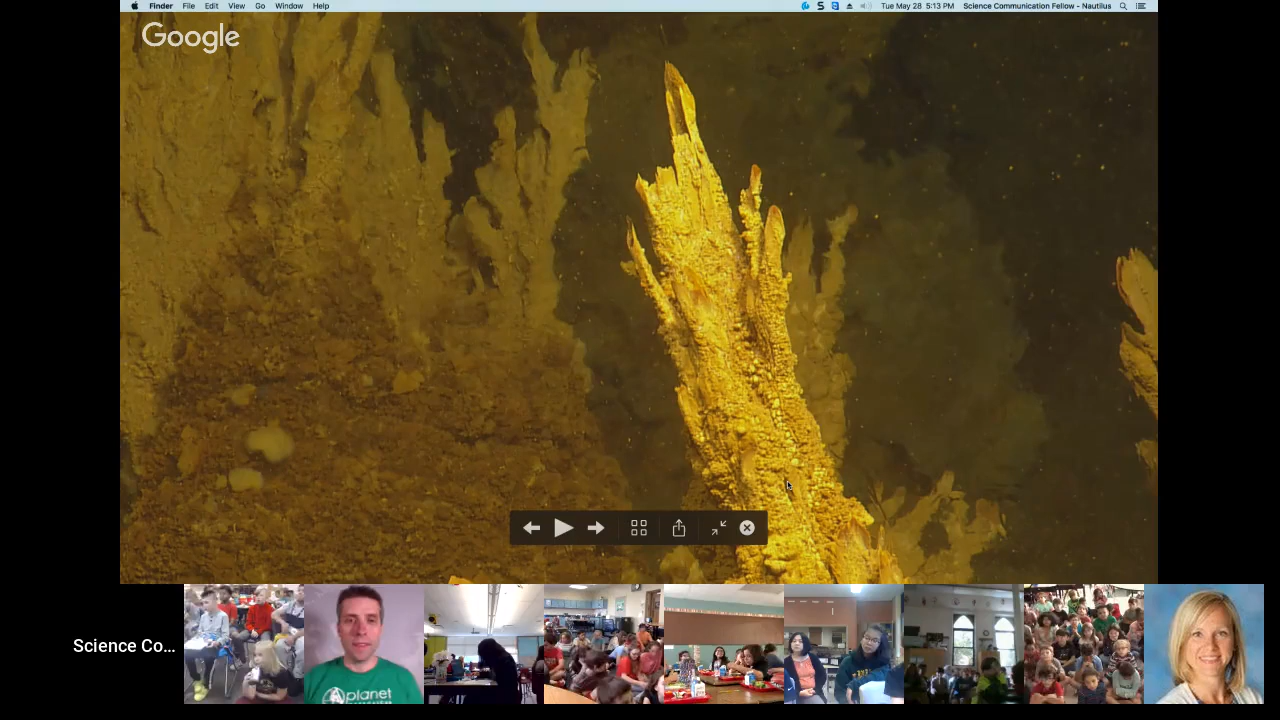 Finder File Edit View Go Window Help Tue May 28 5:13 PM Science Communication Fellow - Nautilus
Google
Science Co...
planet